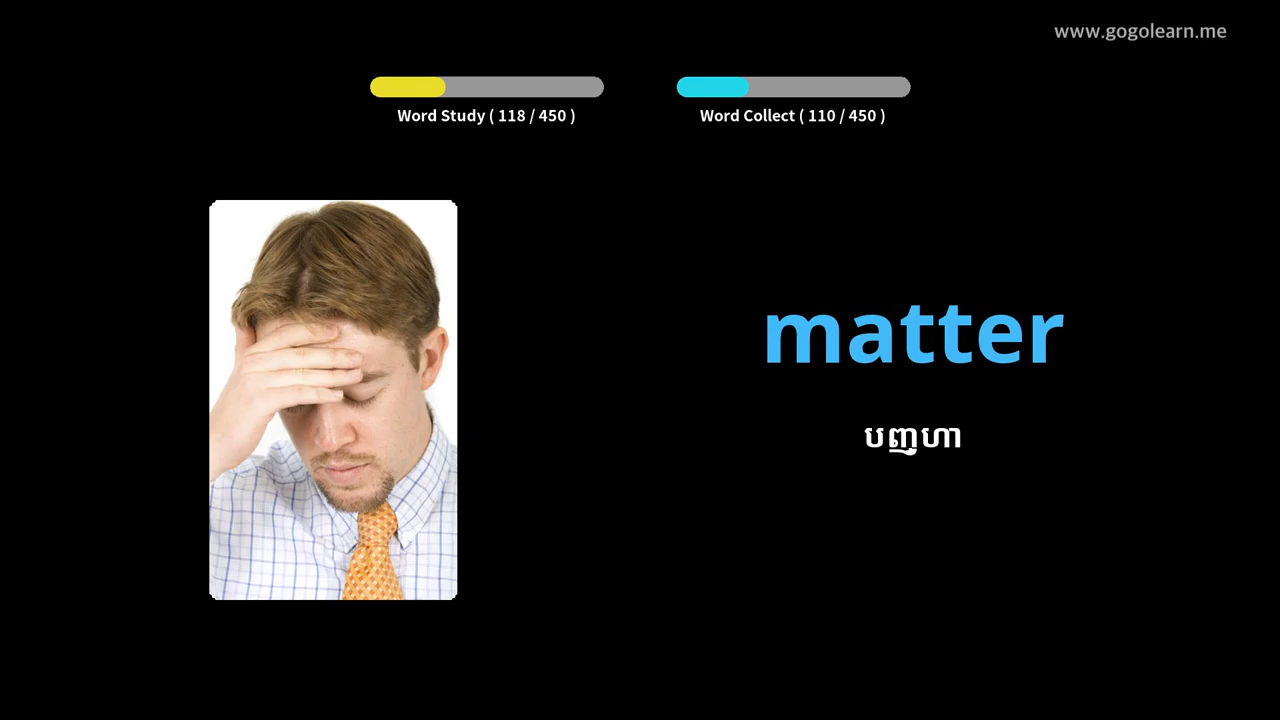 www.gogolearn.me
Word Study ( 118 / 450 )
Word Collect ( 110 / 450 )
matter
បញ្ហា